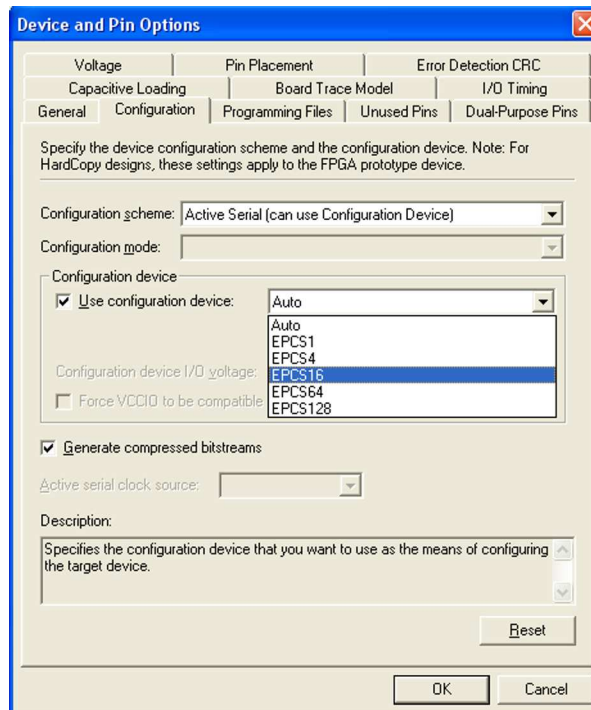 Device and Pin Options
Voltage Pin Placement Error Detection CRC
Capacitive Loading Board Trace Model I/O Timing
General Configuration Programming Files Unused Pins Dual-Purpose Pins
Specify the device configuration scheme and the configuration device. Note: For
HardCopy designs, these settings apply to the FPGA prototype device.
Configuration scheme: Active Serial (can use Configuration Device)
Configuration mode:
Configuration device
Use configuration device: Auto
Auto
EPCS1
EPCS4
Configuration device I/O voltage: EPCS16
EPCS64
Force VCCIO to be compatible EPCS128
Generate compressed bitstreams
Active serial clock source:
Description:
Specifies the configuration device that you want to use as the means of configuring
the target device.
Reset
OK Cancel